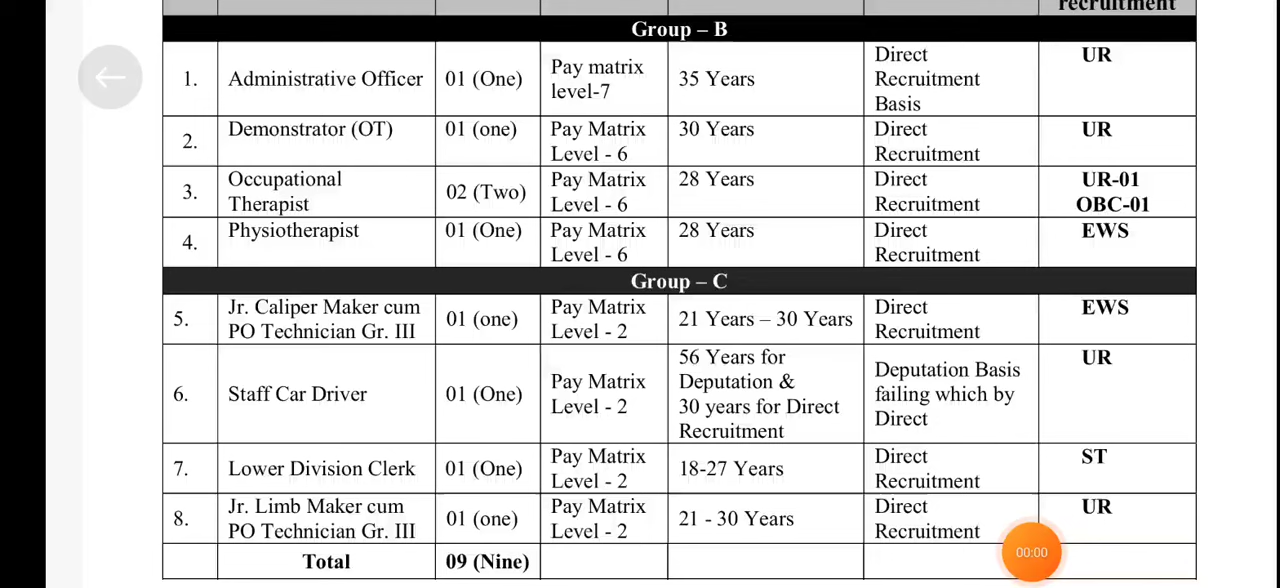 recruitment
Group – B
1. Administrative Officer 01 (One) Pay matrix level-7 35 Years Direct Recruitment Basis UR
2. Demonstrator (OT) 01 (one) Pay Matrix Level - 6 30 Years Direct Recruitment UR
3. Occupational Therapist 02 (Two) Pay Matrix Level - 6 28 Years Direct Recruitment UR-01 OBC-01
4. Physiotherapist 01 (One) Pay Matrix Level - 6 28 Years Direct Recruitment EWS
Group – C
5. Jr. Caliper Maker cum PO Technician Gr. III 01 (one) Pay Matrix Level - 2 21 Years – 30 Years Direct Recruitment EWS
6. Staff Car Driver 01 (One) Pay Matrix Level - 2 56 Years for Deputation & 30 years for Direct Recruitment Deputation Basis failing which by Direct UR
7. Lower Division Clerk 01 (One) Pay Matrix Level - 2 18-27 Years Direct Recruitment ST
8. Jr. Limb Maker cum PO Technician Gr. III 01 (one) Pay Matrix Level - 2 21 - 30 Years Direct Recruitment UR
Total 09 (Nine)
00:00